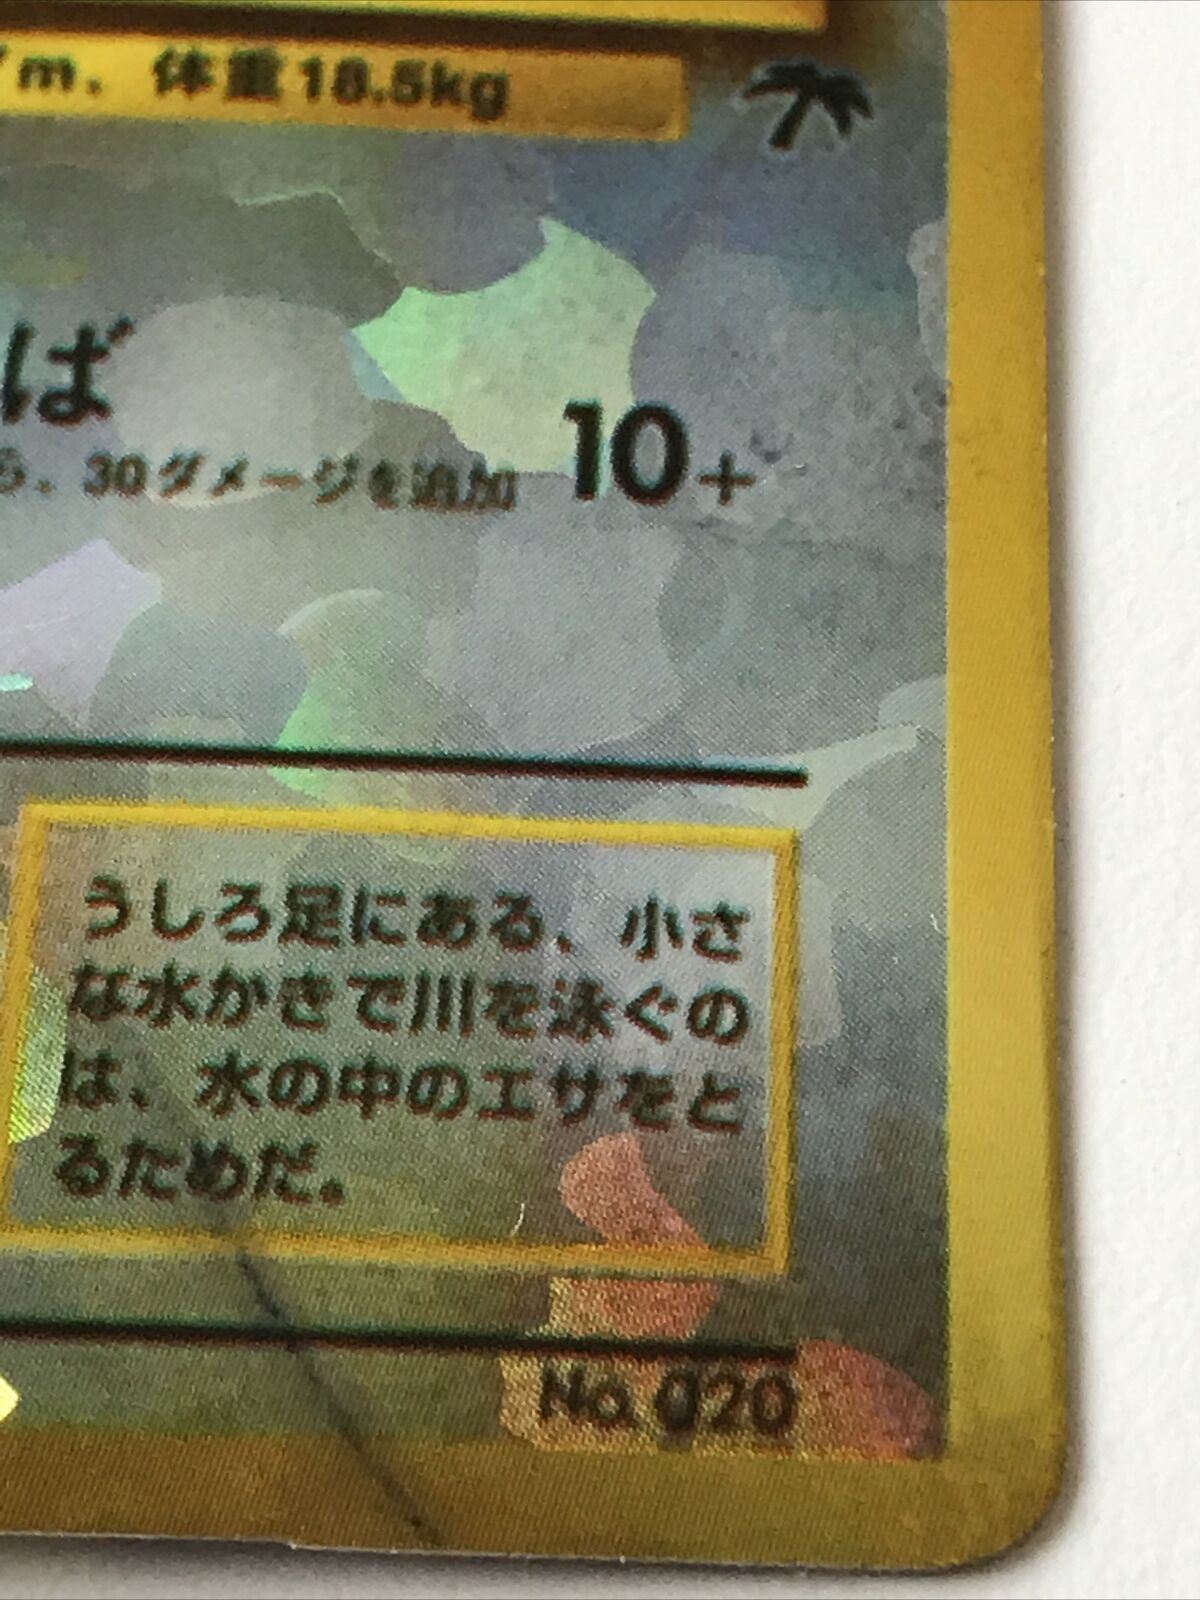 m. 体重18.5kg
ば
ら、30ダメージを追加
10+
うしろ足にある、小さ
な水かきで川を泳ぐの
は、水の中のエサをと
るためだ。
No. 020